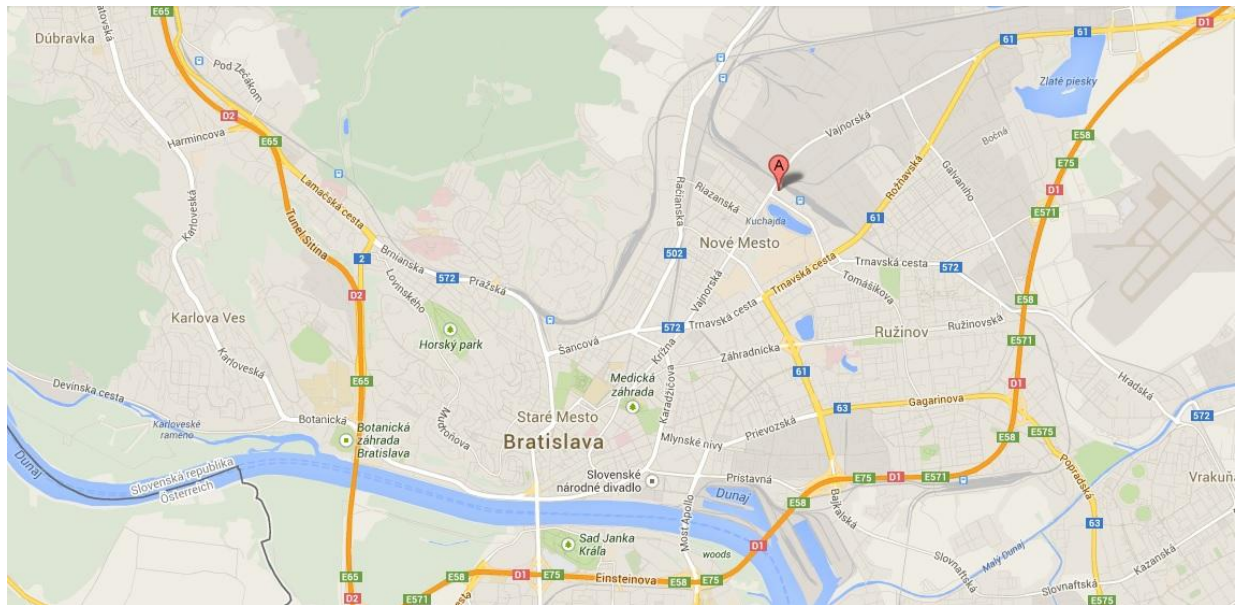 E65
61
61
D1
Dúbravka
Pod Zečákom
Zlaté piesky
D2
Harmincova
E65
Vajnorská
Bočná
E58
E75
Lamačská cesta
A
Rožňavská
Galvaniho
Karloveská
Račianska
Riazanská
D1
Tunel Sitina
61
Kuchajda
E571
Nové Mesto
2
Brnianska
572
Pražská
502
Trnavská cesta
572
Lovinského
Vajnorská
Trnavská cesta
Tomášikova
D2
E58
Karlova Ves
572
Trnavská cesta
Ružinov
Ružinovská
Horský park
Šancová
Krížna
Záhradnícka
E571
Karloveská
E65
Medická
záhrada
Karadžičova
61
D1
Hradská
Devínska cesta
63
Gagarinova
572
Karloveské
rameno
Botanická
Mudroňova
Staré Mesto
Bratislava
Botanická
záhrada
Bratislava
Mlynské nivy
Prievozská
E58
E575
Dunaj
Slovenská republika
Österreich
Slovenské
národné divadlo
Prístavná
E75
D1
E571
Popradská
Vrakuňa
Dunaj
E58
Bajkalská
63
Most Apollo
Sad Janka
Kráľa
woods
D1
Slovnaftská
Malý Dunaj
Kazanská
E65
E58
D1
E75
Einsteinova
E58
E75
Slovnaftská
D2
E571
E575